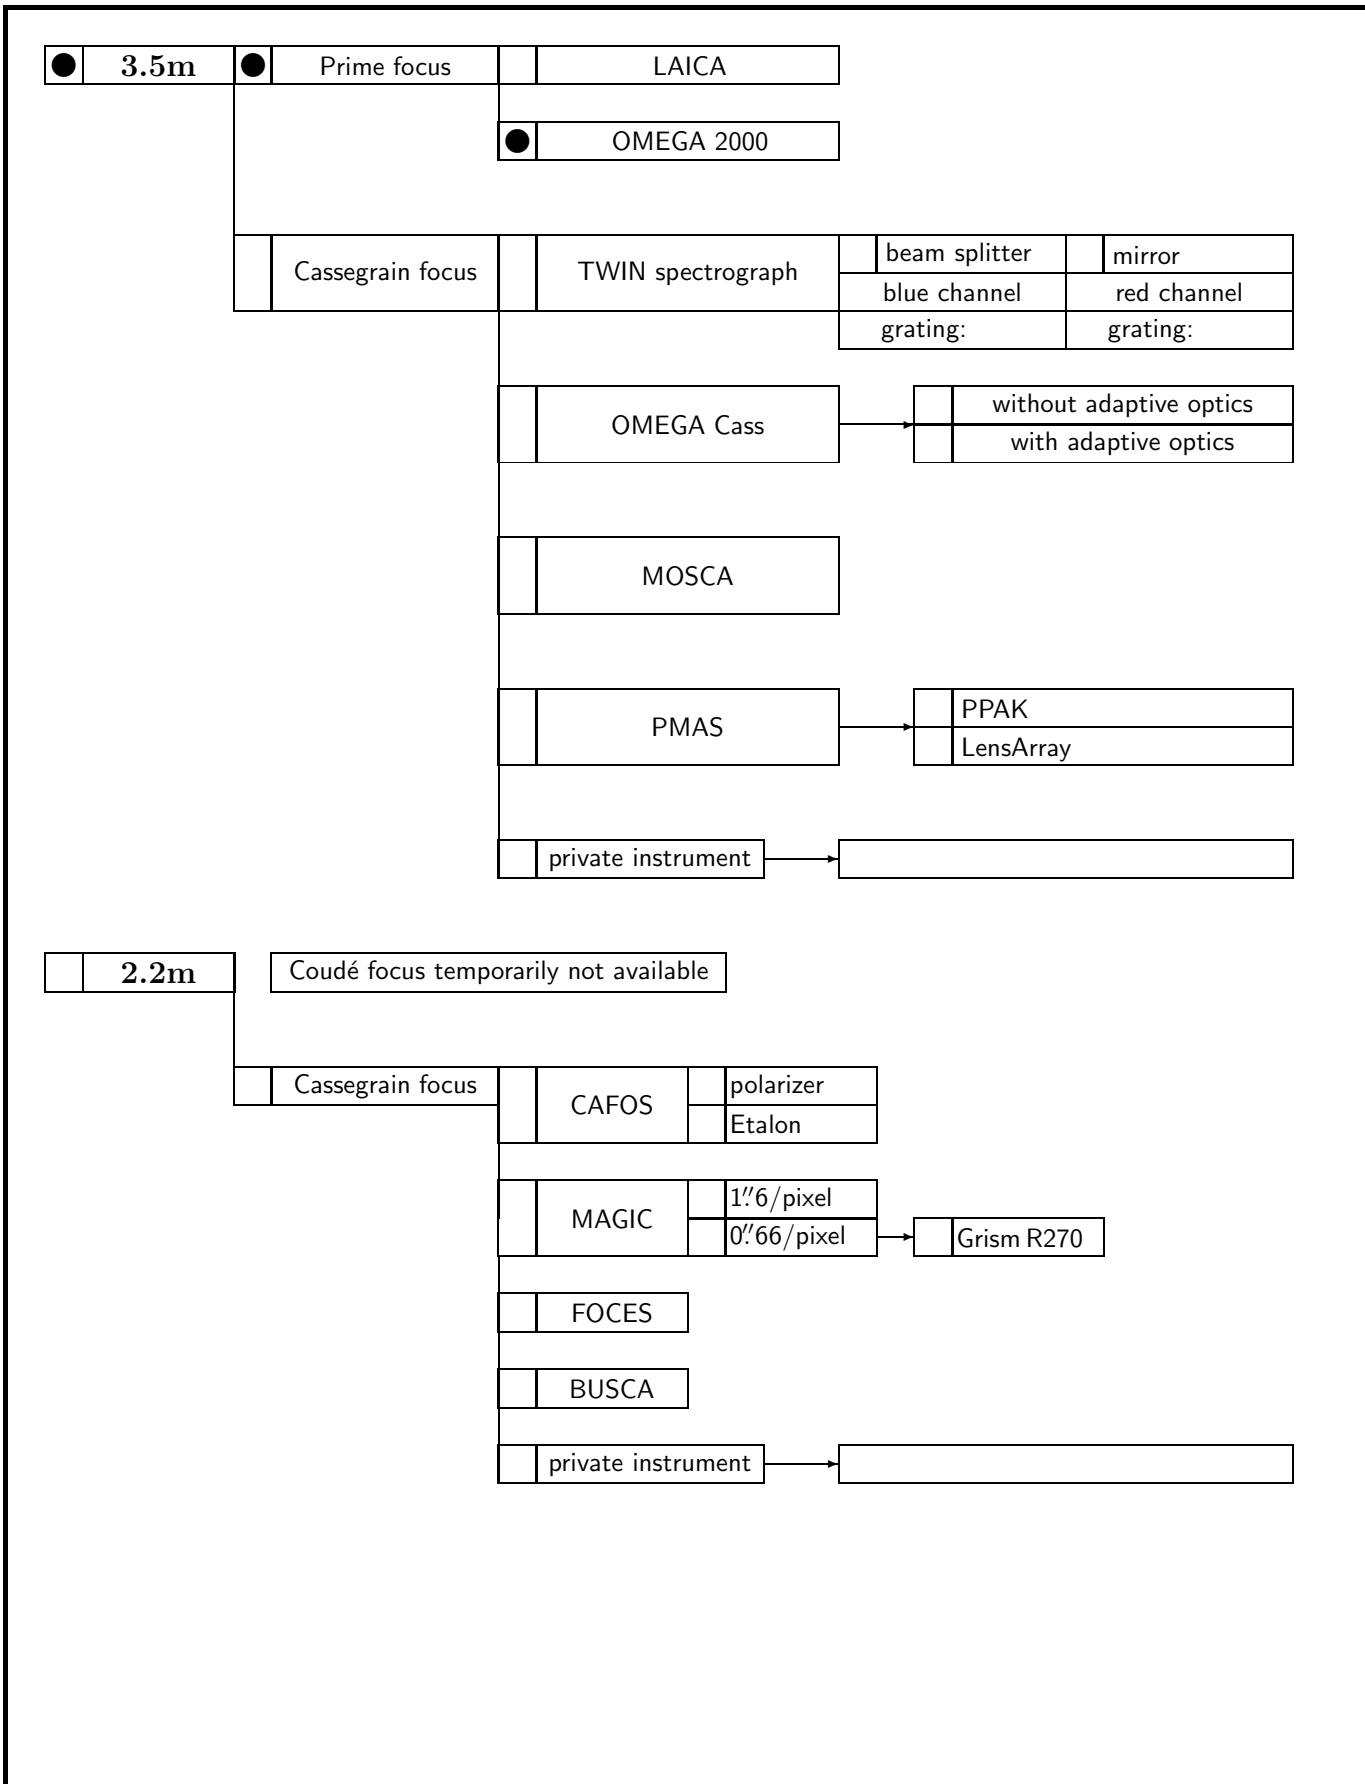 3.5m Prime focus LAICA
OMEGA 2000
Cassegrain focus TWIN spectrograph beam splitter mirror
blue channel red channel
grating: grating:
OMEGA Cass without adaptive optics
with adaptive optics
MOSCA
PMAS PPAK
LensArray
private instrument
2.2m Coudé focus temporarily not available
Cassegrain focus CAFOS polarizer
Etalon
MAGIC 1".6/pixel
0".66/pixel Grism R270
FOCES
BUSCA
private instrument